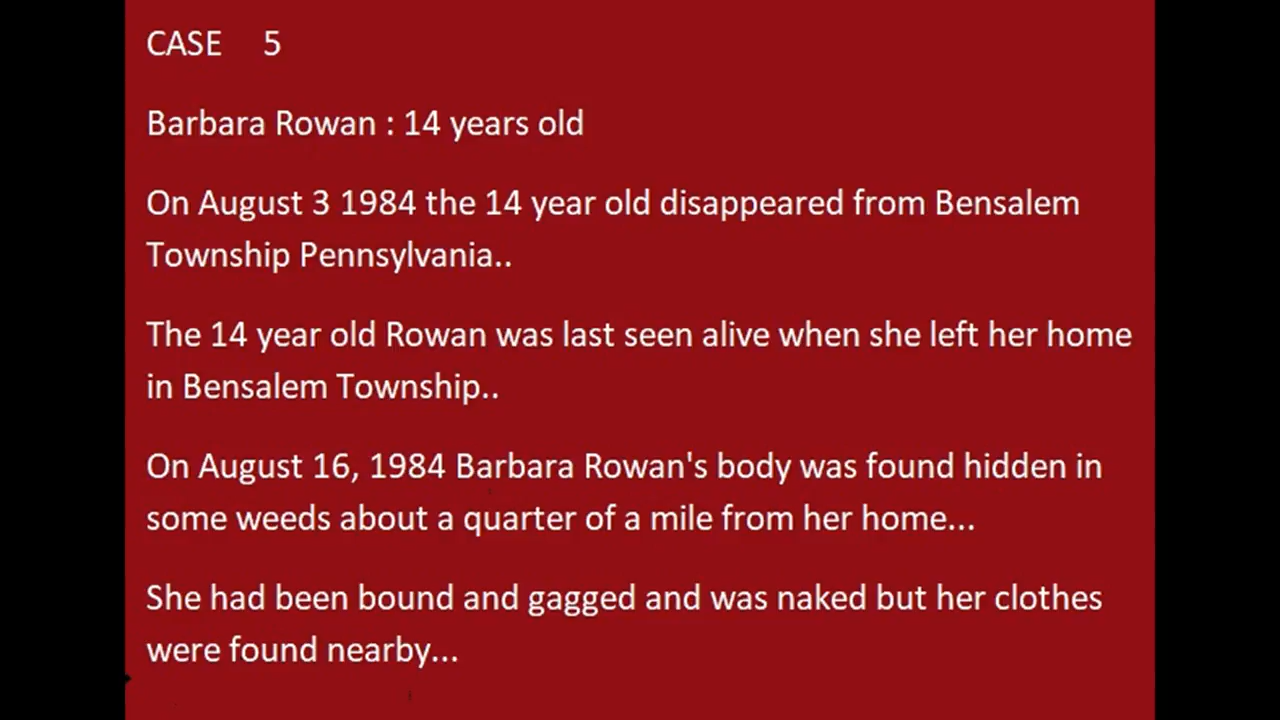 CASE 5
Barbara Rowan : 14 years old
On August 3 1984 the 14 year old disappeared from Bensalem
Township Pennsylvania..
The 14 year old Rowan was last seen alive when she left her home
in Bensalem Township..
On August 16, 1984 Barbara Rowan's body was found hidden in
some weeds about a quarter of a mile from her home...
She had been bound and gagged and was naked but her clothes
were found nearby...